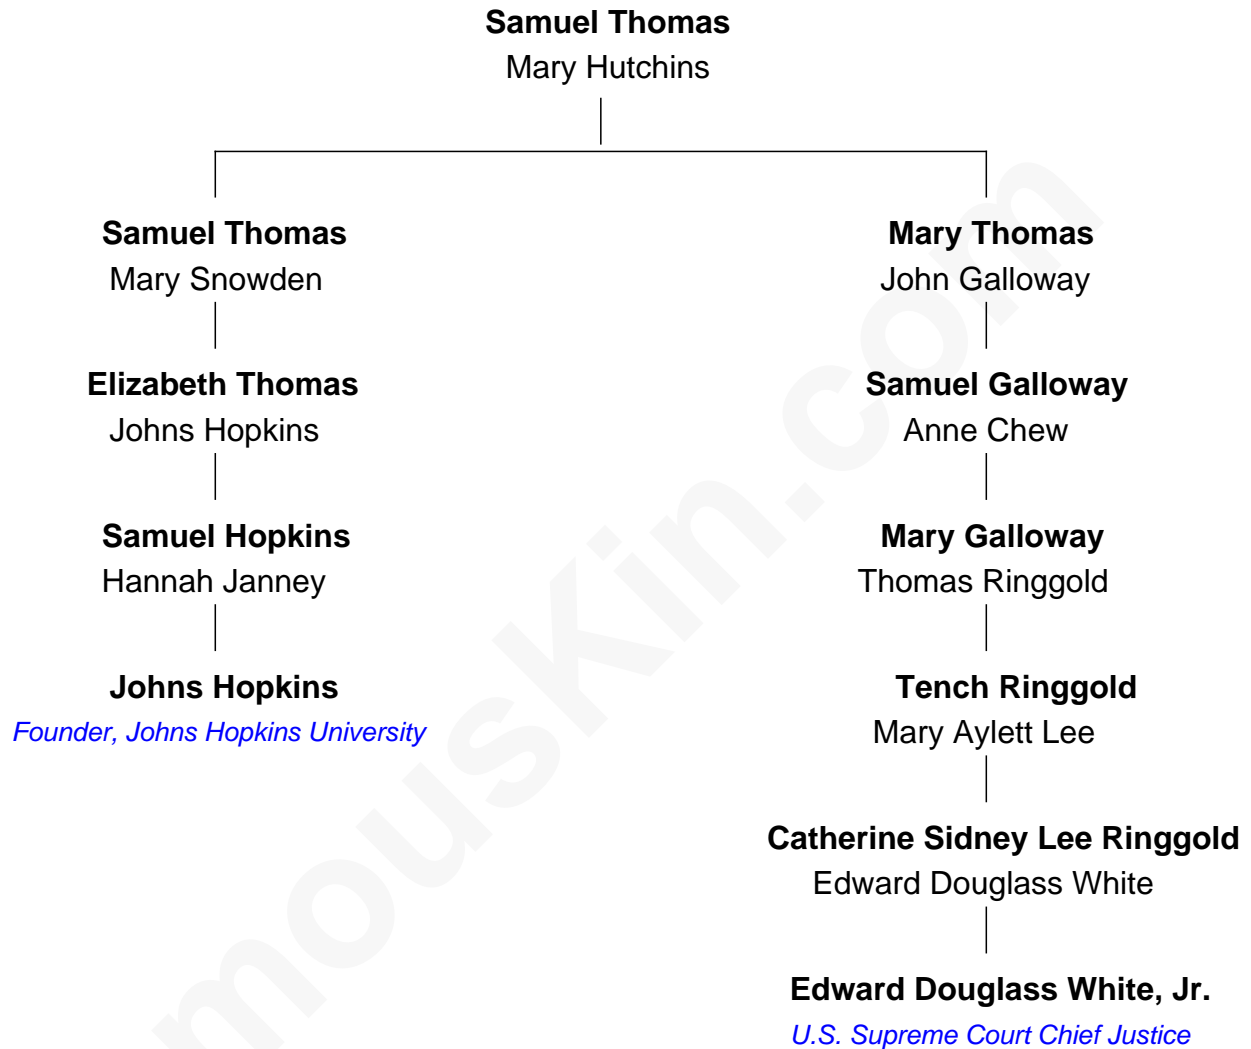 Samuel Thomas
Mary Hutchins
Samuel Thomas
Mary Snowden
Mary Thomas
John Galloway
Elizabeth Thomas
Johns Hopkins
Samuel Galloway
Anne Chew
Samuel Hopkins
Hannah Janney
Mary Galloway
Thomas Ringgold
Johns Hopkins
Founder, Johns Hopkins University
Tench Ringgold
Mary Aylett Lee
Catherine Sidney Lee Ringgold
Edward Douglass White
Edward Douglass White, Jr.
U.S. Supreme Court Chief Justice
mouskin.com